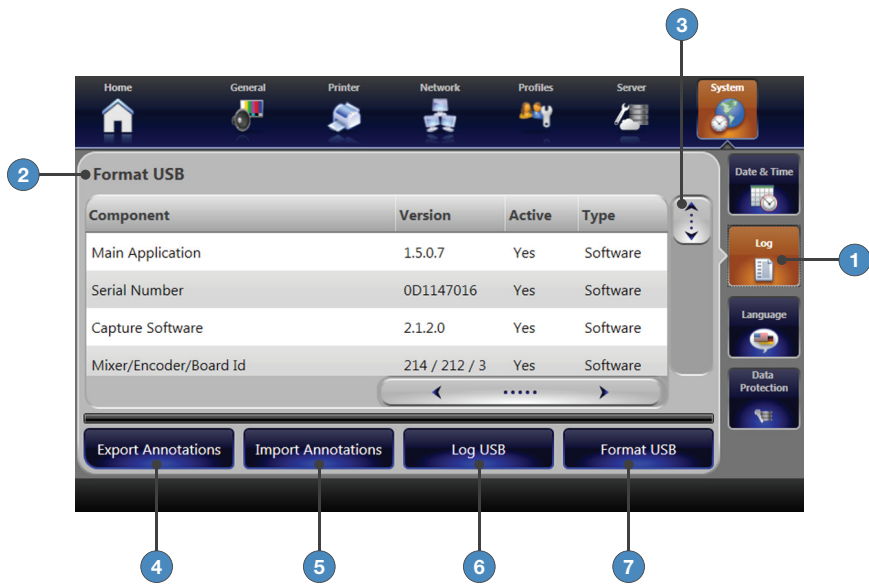 3
Home General Printer Network Profiles Server System
2
Format USB
Date & Time
Component Version Active Type
Main Application 1.5.0.7 Yes Software
Log
1
Serial Number 0D1147016 Yes Software
Capture Software 2.1.2.0 Yes Software
Language
Mixer/Encoder/Board Id 214 / 212 / 3 Yes Software
Data
Protection
Export Annotations Import Annotations Log USB Format USB
4 5 6 7